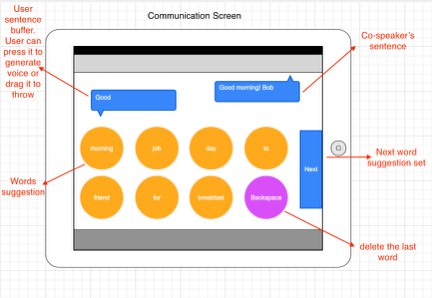 Communication Screen
User
sentence
buffer.
User can
press it to
generate
voice or
drag it to
throw
Co-speaker's
sentence
Good morning! Bob
Good
morning job day to
Next
Next word
suggestion set
Words
suggestion
friend for breakfast Backspace
delete the last
word